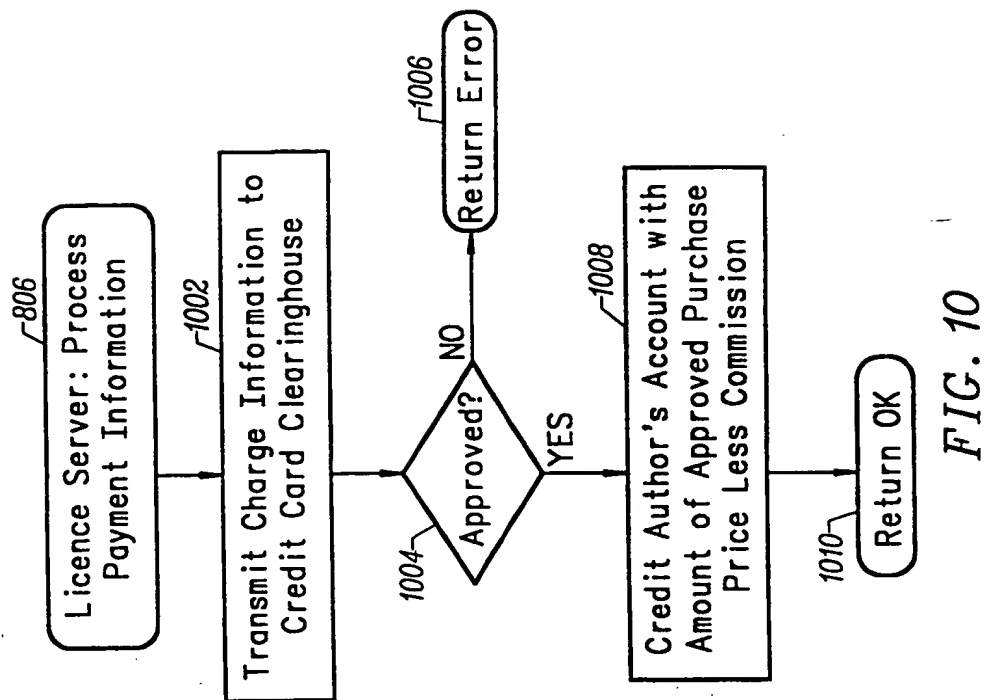 806
Licence Server: Process
Payment Information
1002
Transmit Charge Information to
Credit Card Clearinghouse
1004
Approved?
NO
1006
Return Error
YES
1008
Credit Author's Account with
Amount of Approved Purchase
Price Less Commission
1010
Return OK
FIG. 10